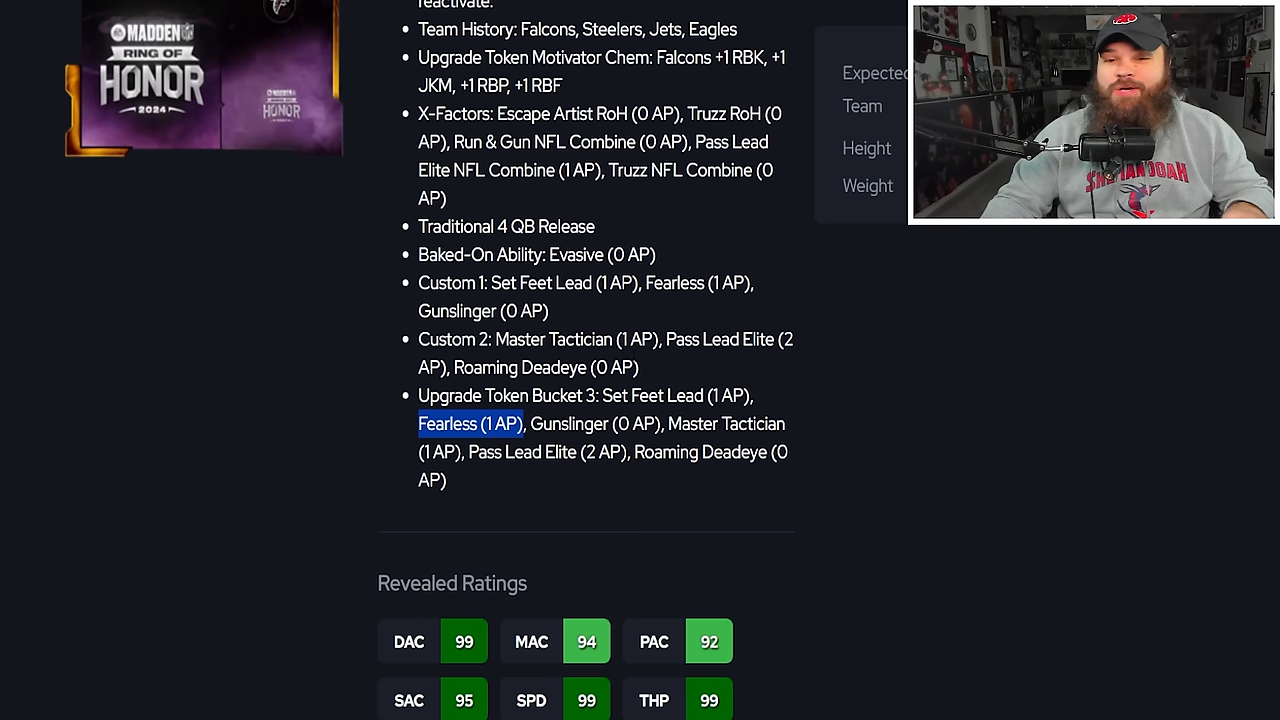 reactivate.
MADDEN NFL
RING OF
HONOR
2024
HONOR
Team History: Falcons, Steelers, Jets, Eagles
Upgrade Token Motivator Chem: Falcons +1 RBK, +1
JKM, +1 RBP, +1 RBF
X-Factors: Escape Artist RoH (0 AP), Truzz RoH (0
AP), Run & Gun NFL Combine (0 AP), Pass Lead
Elite NFL Combine (1 AP), Truzz NFL Combine (0
AP)
Traditional 4 QB Release
Baked-On Ability: Evasive (0 AP)
Custom 1: Set Feet Lead (1 AP), Fearless (1 AP),
Gunslinger (0 AP)
Custom 2: Master Tactician (1 AP), Pass Lead Elite (2
AP), Roaming Deadeye (0 AP)
Upgrade Token Bucket 3: Set Feet Lead (1 AP),
Fearless (1 AP), Gunslinger (0 AP), Master Tactician
(1 AP), Pass Lead Elite (2 AP), Roaming Deadeye (0
AP)
Expected
Team
Height
Weight
SHENANDOAH
Revealed Ratings
DAC 99 MAC 94 PAC 92
SAC 95 SPD 99 THP 99